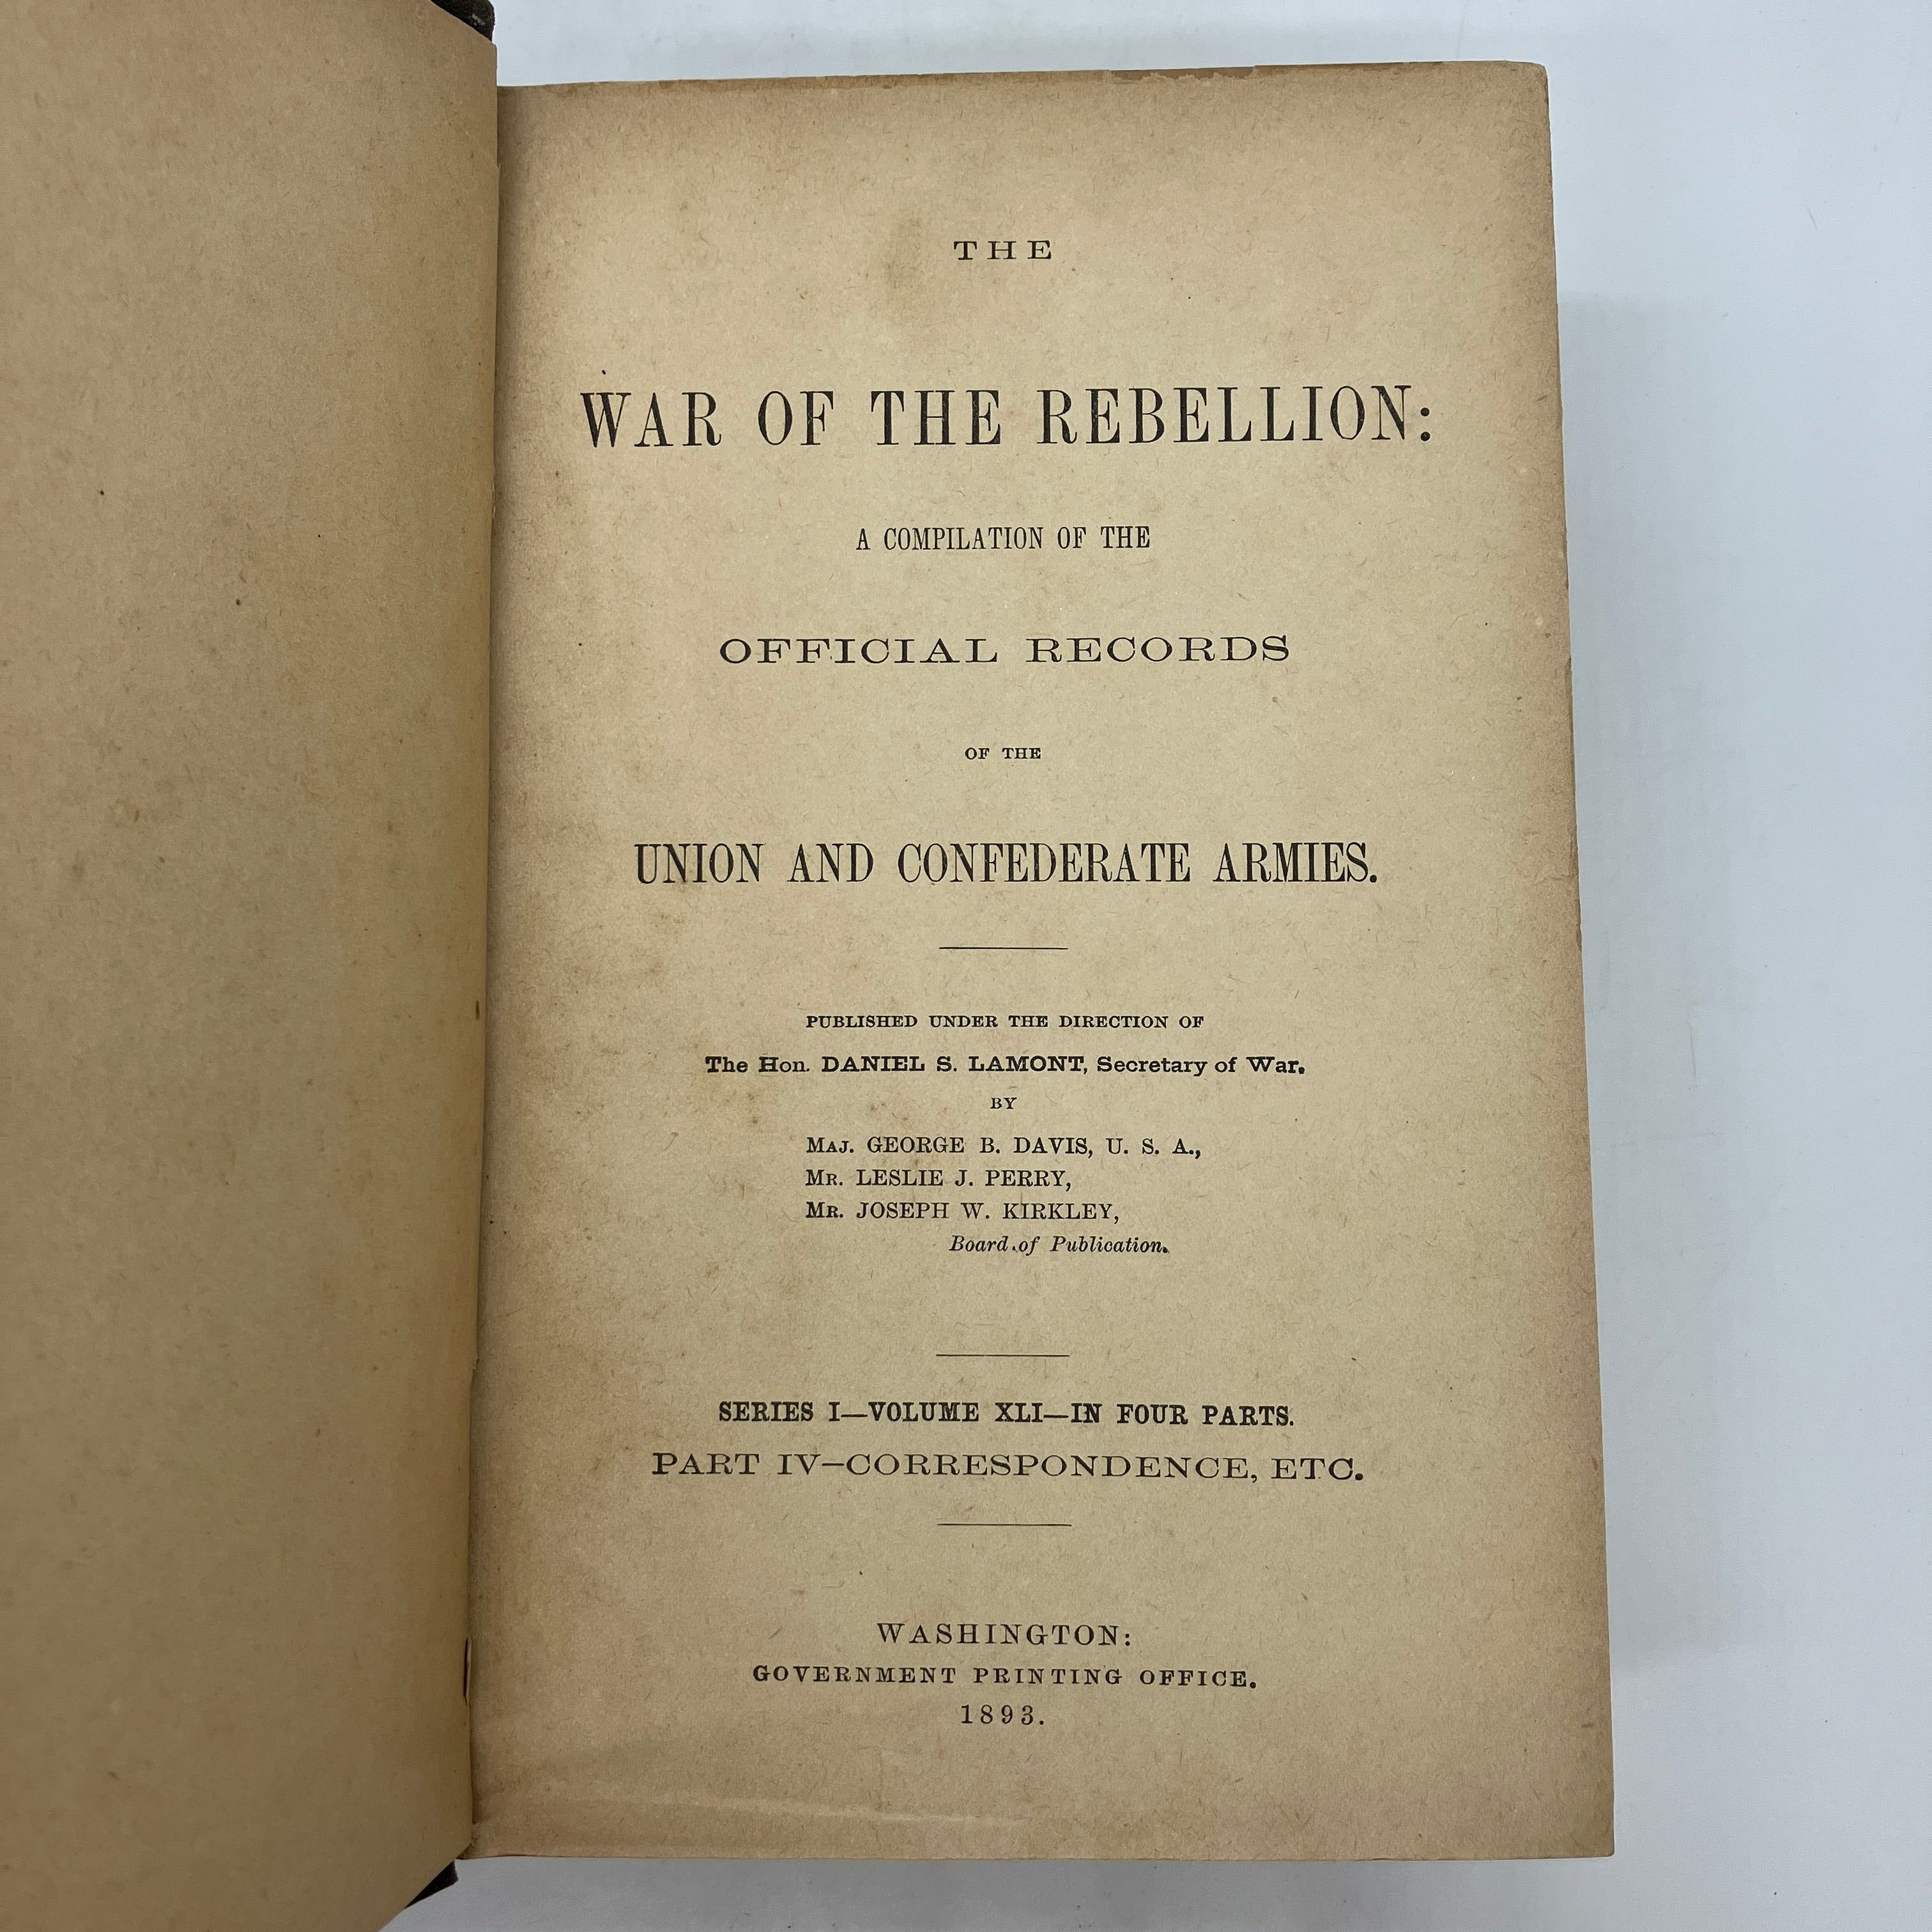 THE
WAR OF THE REBELLION:
A COMPILATION OF THE
OFFICIAL RECORDS
OF THE
UNION AND CONFEDERATE ARMIES.
PUBLISHED UNDER THE DIRECTION OF
The Hon. DANIEL S. LAMONT, Secretary of War.
BY
MAJ. GEORGE B. DAVIS, U. S. A.,
MR. LESLIE J. PERRY,
MR. JOSEPH W. KIRKLEY,
Board of Publication.
SERIES I—VOLUME XLI—IN FOUR PARTS.
PART IV—CORRESPONDENCE, ETC.
WASHINGTON:
GOVERNMENT PRINTING OFFICE.
1893.